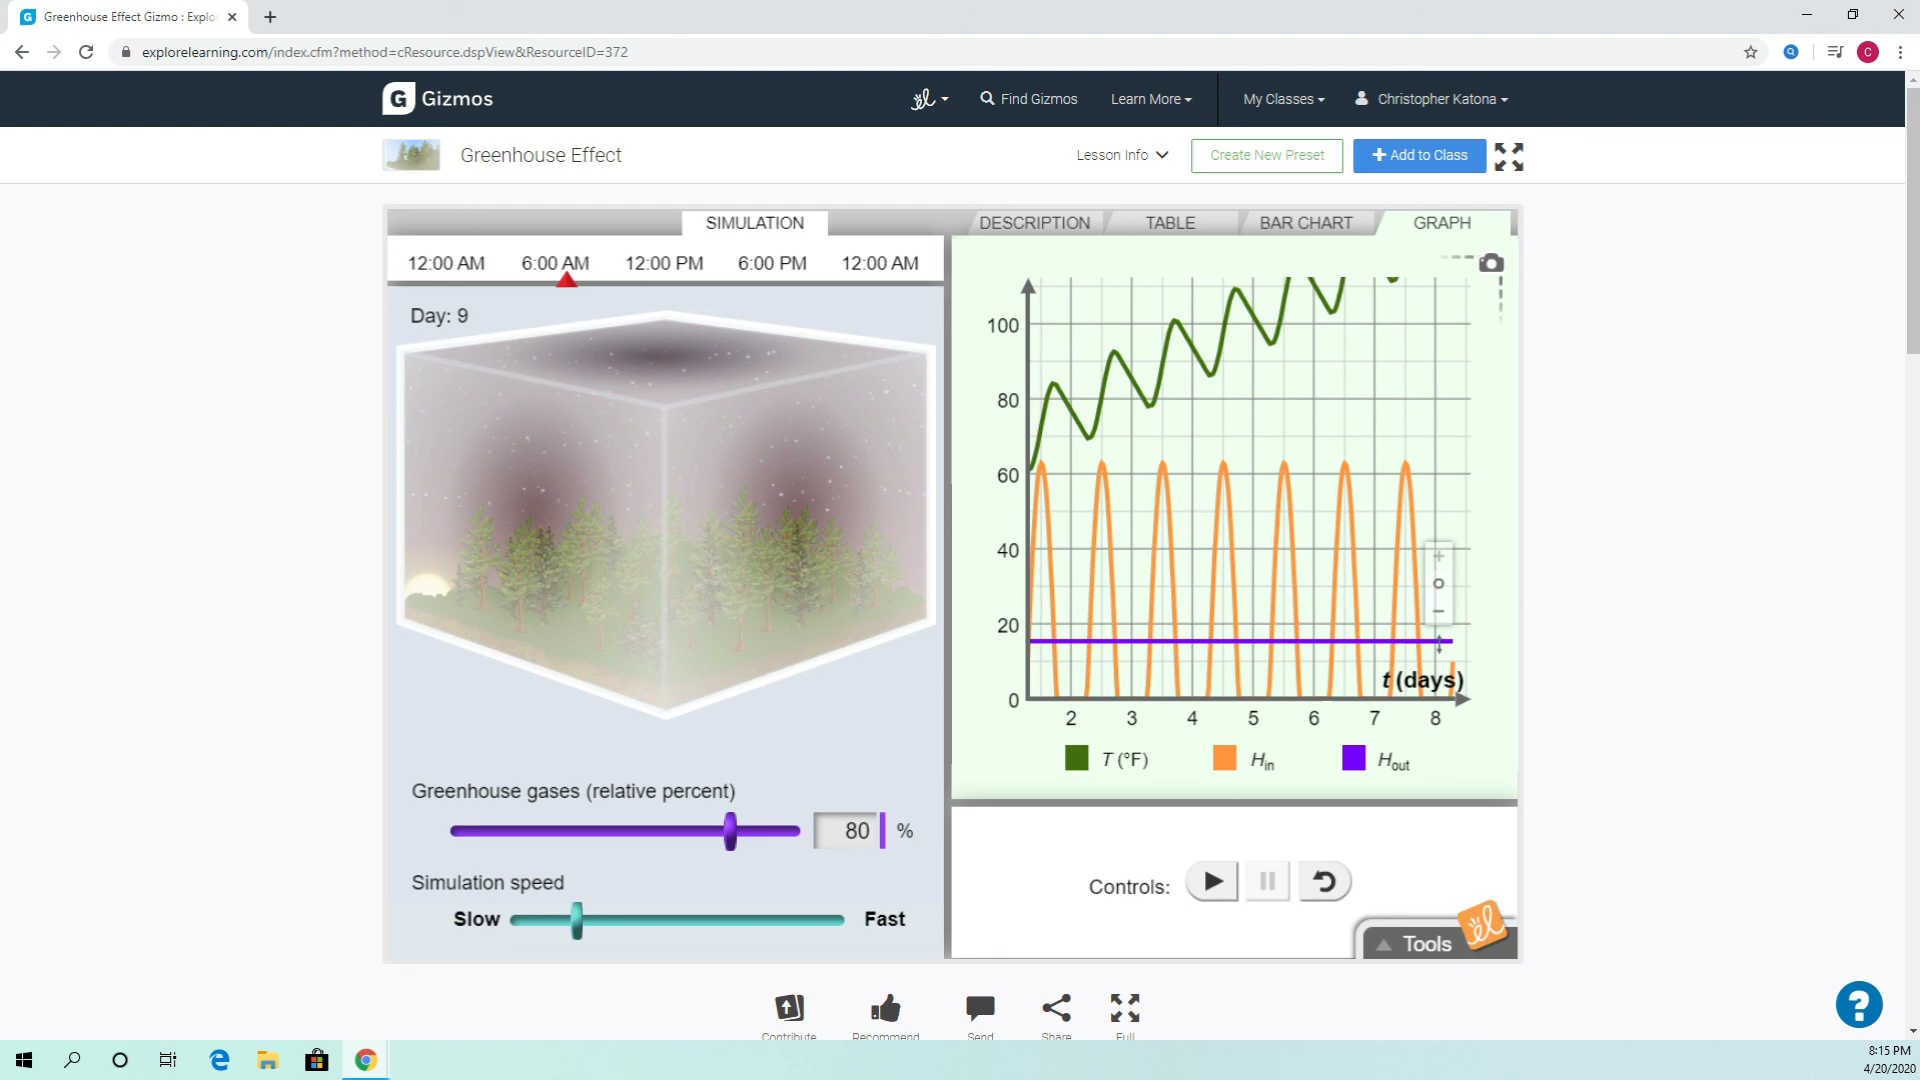 Greenhouse Effect Gizmo : Explo
explorelearning.com/index.cfm?method=cResource.dspView&ResourceID=372
C
G Gizmos
Find Gizmos
Learn More
My Classes
Christopher Katona
Greenhouse Effect
Lesson Info
Create New Preset
+ Add to Class
SIMULATION
DESCRIPTION
TABLE
BAR CHART
GRAPH
12:00 AM 6:00 AM 12:00 PM 6:00 PM 12:00 AM
Day: 9
100
80
60
40
20
0
t (days)
2 3 4 5 6 7 8
T (°F) Hin Hout
Greenhouse gases (relative percent)
80 %
Simulation speed
Slow Fast
Controls:
Tools
Contribute Recommend Send Share Full
?
8:15 PM
4/20/2020